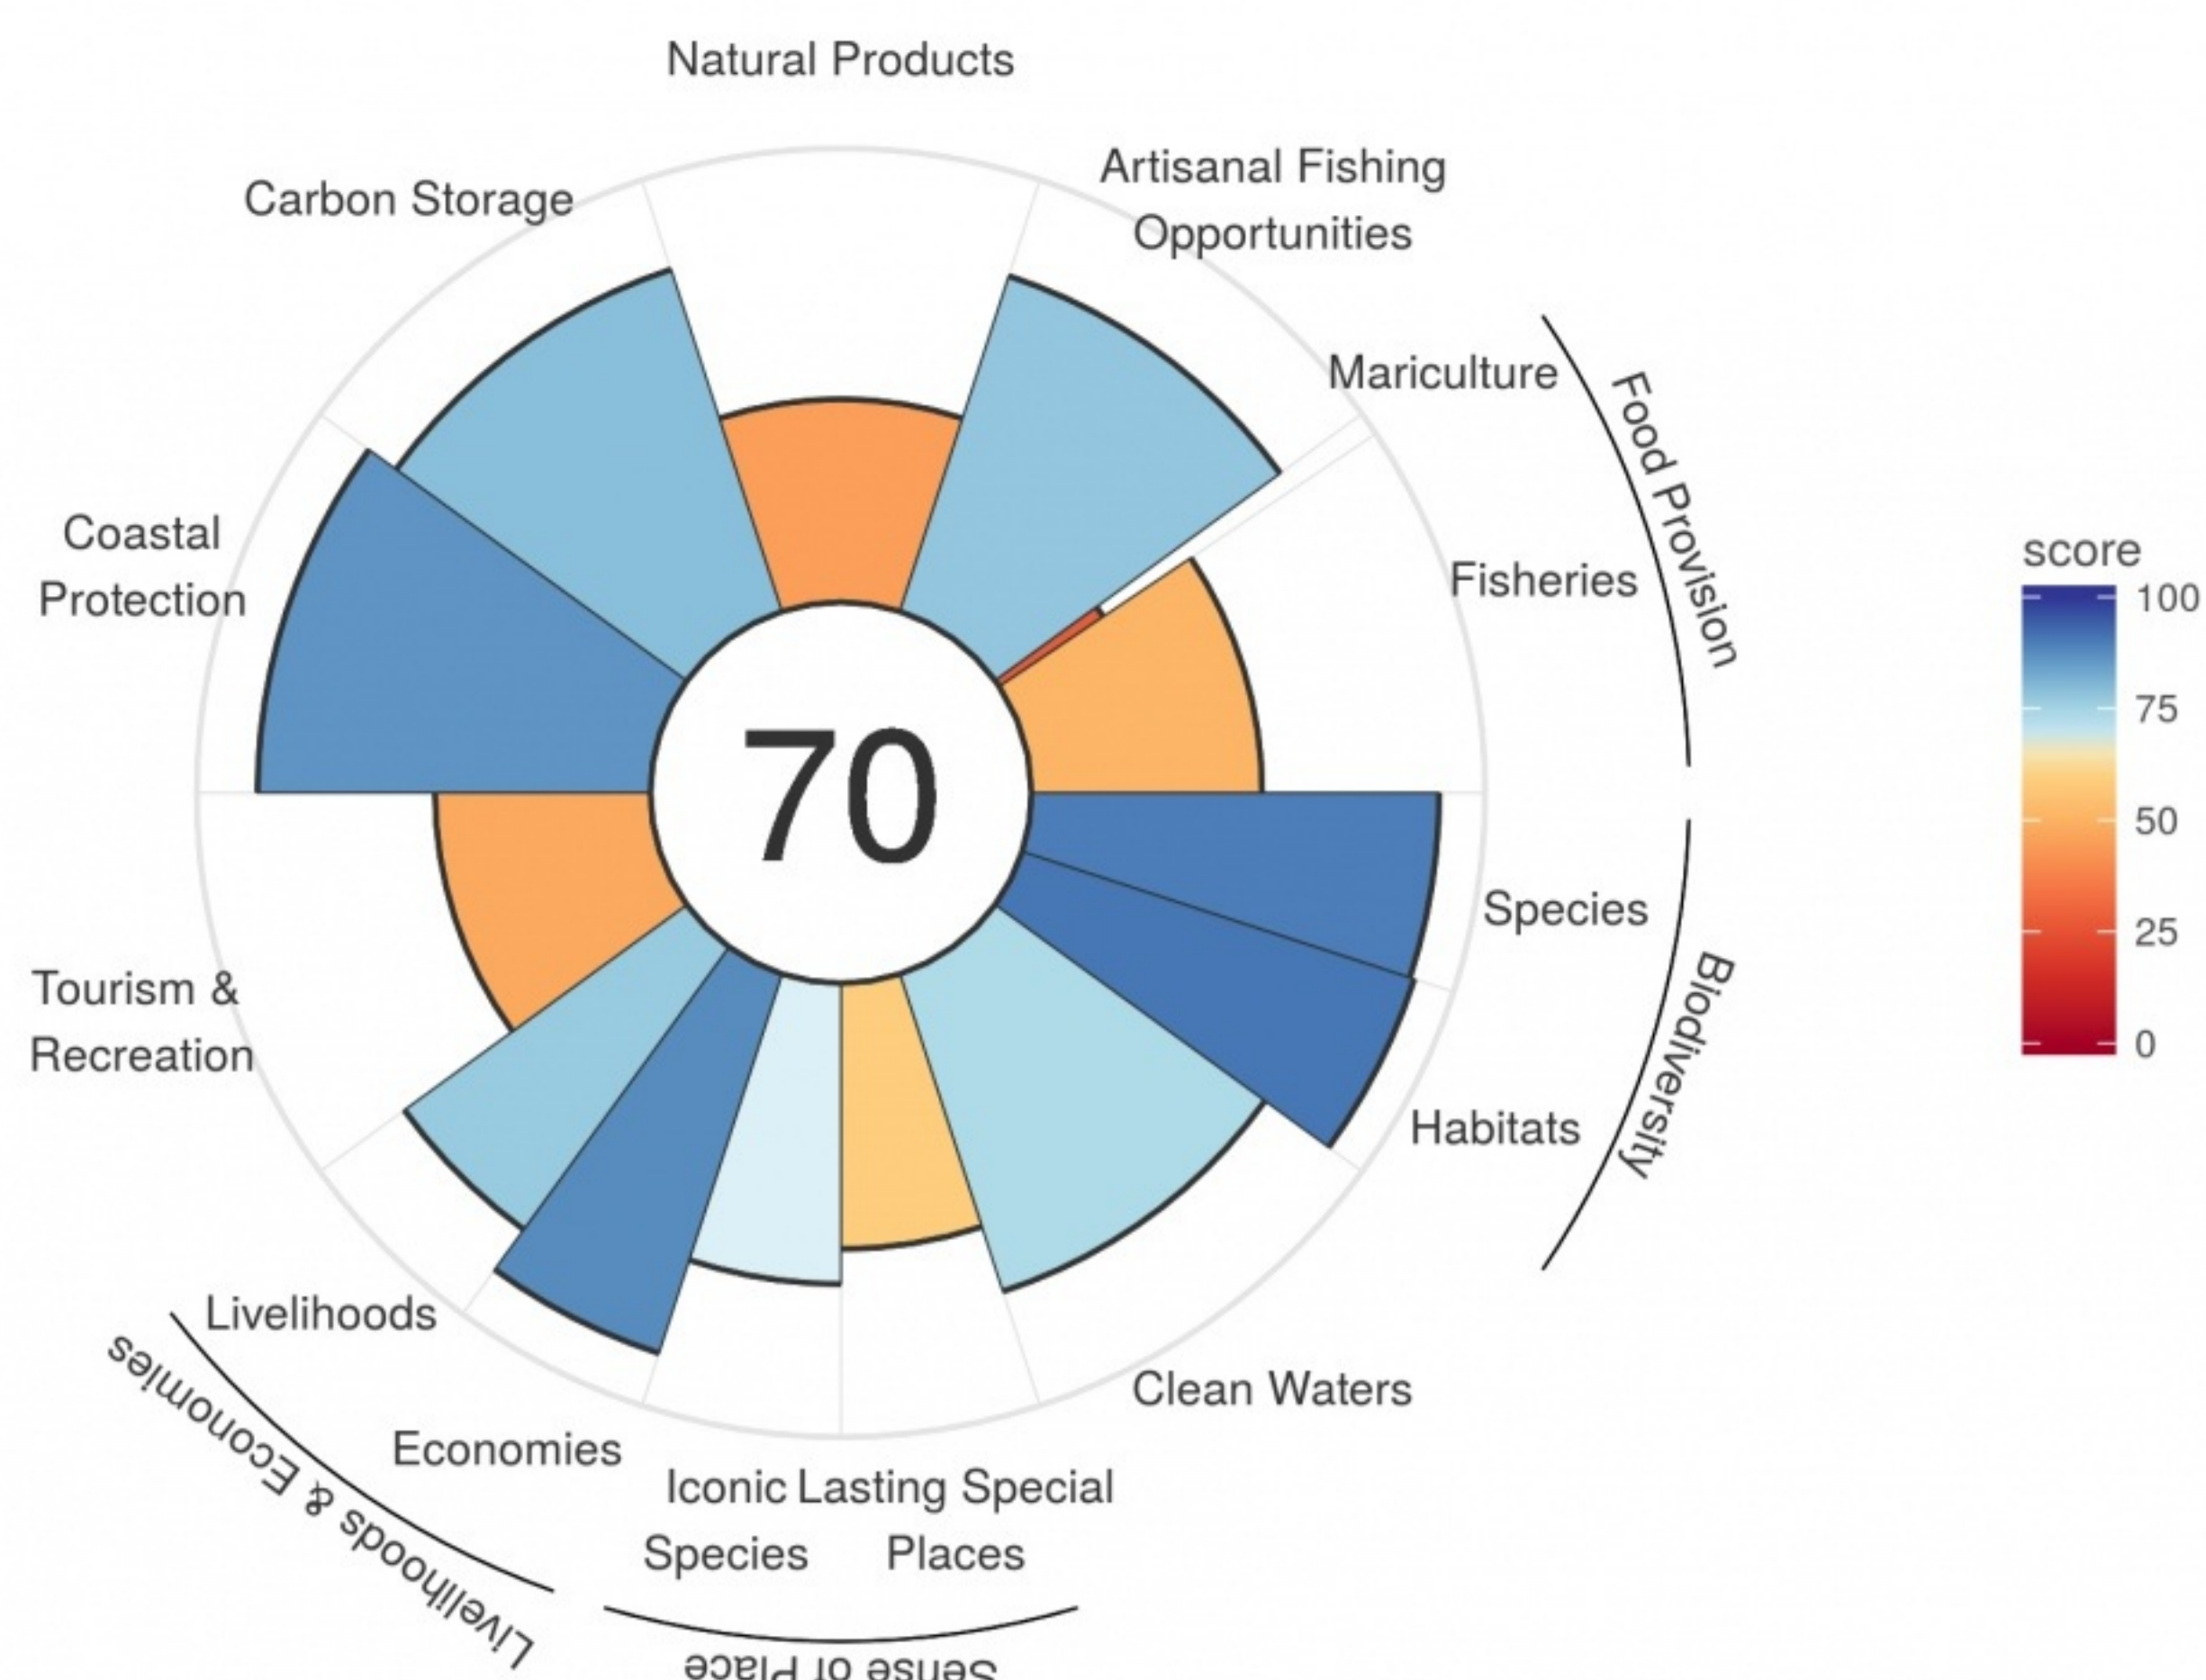 Natural Products
Artisanal Fishing
Opportunities
Carbon Storage
Mariculture
Food Provision
Coastal
Protection
Fisheries
score
100
75
50
25
0
70
Species
Biodiversity
Tourism &
Recreation
Habitats
Livelihoods
Clean Waters
Economies
Livelihoods & Economies
Iconic
Species
Lasting Special
Places
Sense of Place